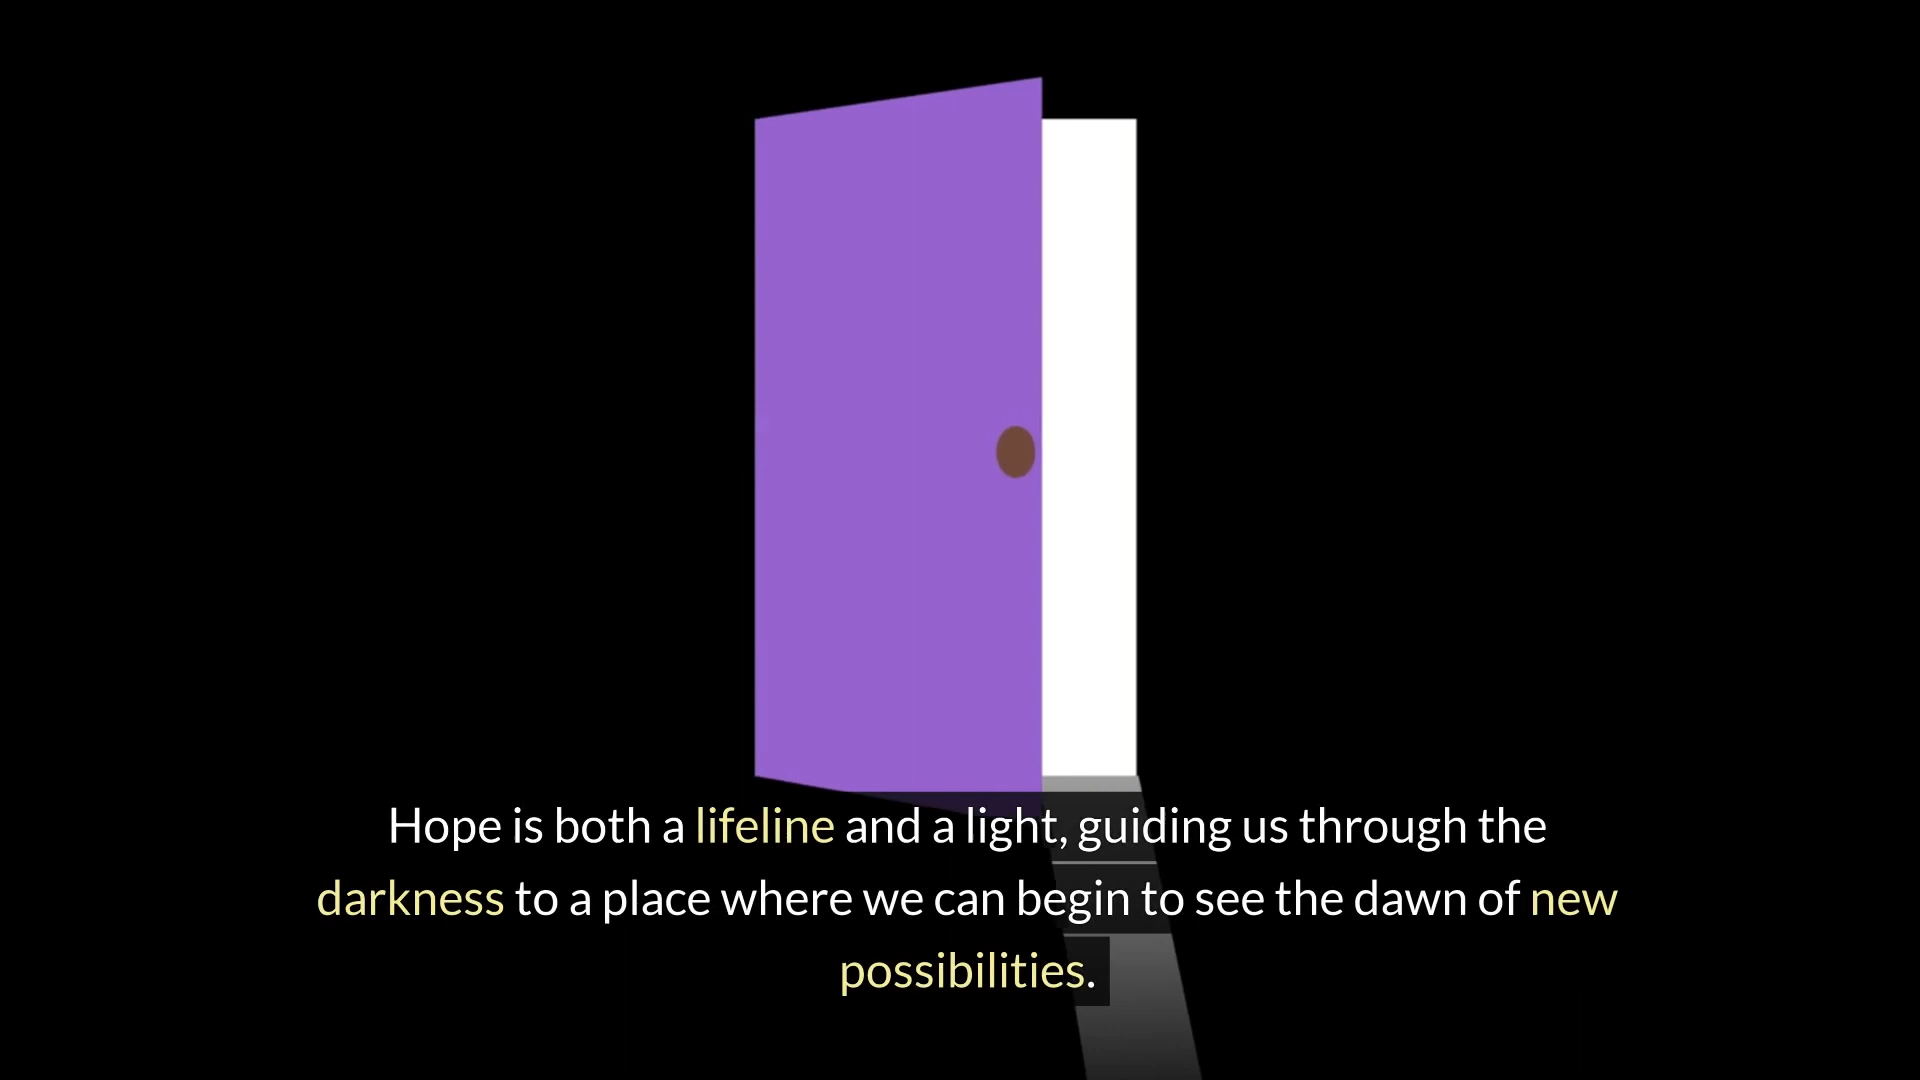 Hope is both a lifeline and a light, guiding us through the
darkness to a place where we can begin to see the dawn of new
possibilities.